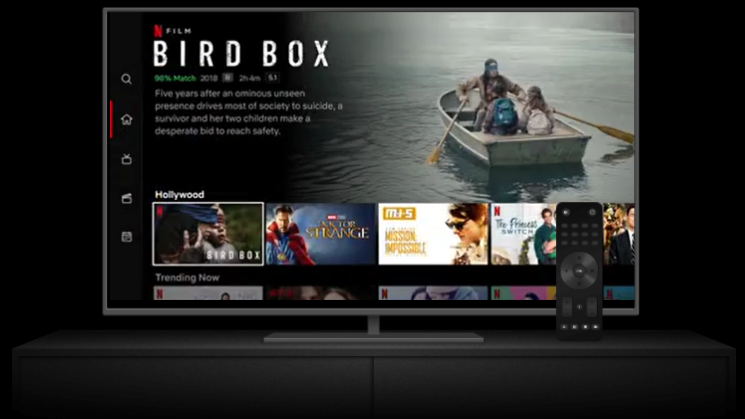 N FILM
BIRD BOX
98% Match 2018 R 2h 4m 5.1
Five years after an ominous unseen
presence drives most of society to suicide, a
survivor and her two children make a
desperate bid to reach safety.
Hollywood
N BIRD BOX
DOCTOR
STRANGE
M:I-5
MISSION:
IMPOSSIBLE
N The Princess
SWITCH
Trending Now
N
N
N